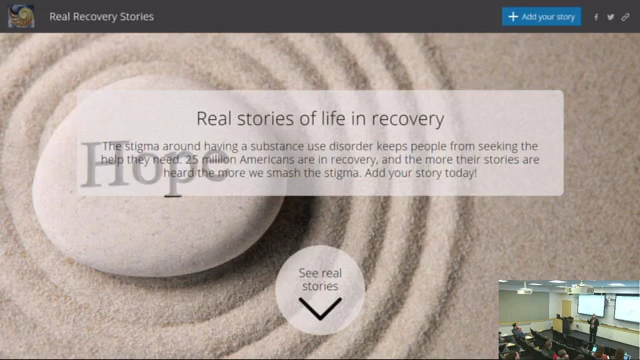 Real Recovery Stories
+ Add your story
Real stories of life in recovery
The stigma around having a substance use disorder keeps people from seeking the
help they need. 25 million Americans are in recovery, and the more their stories are
heard the more we smash the stigma. Add your story today!
Hope
See real
stories